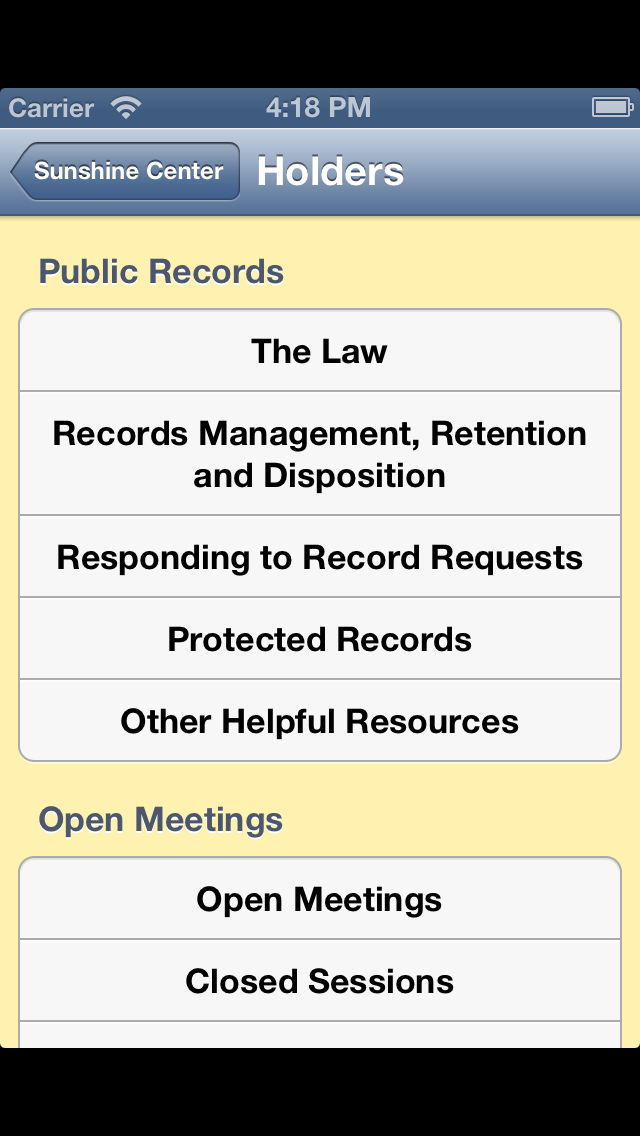 Carrier 4:18 PM
Sunshine Center Holders
Public Records
The Law
Records Management, Retention
and Disposition
Responding to Record Requests
Protected Records
Other Helpful Resources
Open Meetings
Open Meetings
Closed Sessions